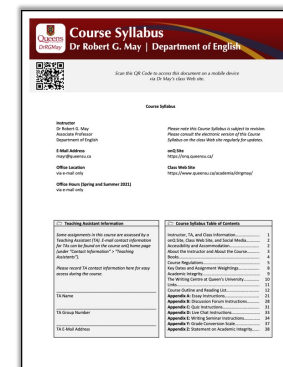 Queens
DrRGMay
Course Syllabus
Dr Robert G. May | Department of English
Scan this QR Code to access this document on a mobile device
via Dr May's class Web site.
Course Syllabus
Instructor
Dr Robert G. May
Associate Professor
Department of English
Please note this Course Syllabus is subject to revision.
Please consult the electronic version of this Course
Syllabus on the class Web site regularly for updates.
E-Mail Address
mayr@queensu.ca
onQ Site
https://onq.queensu.ca/
Office Location
via e-mail only
Class Web Site
https://www.queensu.ca/academia/drrgmay/
Office Hours (Spring and Summer 2021)
via e-mail only
Teaching Assistant Information
Some assignments in this course are assessed by a
Teaching Assistant (TA). E-mail contact information
for TAs can be found on the course onQ home page
(under "Contact Information" > "Teaching
Assistants").
Please record TA contact information here for easy
access during the course.
TA Name
TA Group Number
TA E-Mail Address
Course Syllabus Table of Contents
Instructor, TA, and Class Information 1
onQ Site, Class Web Site, and Social Media 2
Accessibility and Accommodation 2
About the Instructor and About the Course 3
Books 4
Course Regulations 5
Key Dates and Assignment Weightings 8
Academic Integrity 9
The Writing Centre at Queen's University 10
Links 11
Course Outline and Reading List 12
Appendix A: Essay Instructions 21
Appendix B: Discussion Forum Instructions 28
Appendix C: Quiz Instructions 31
Appendix D: Live Chat Instructions 33
Appendix E: Writing Seminar Instructions 34
Appendix F: Grade Conversion Scale 37
Appendix Z: Statement on Academic Integrity 38